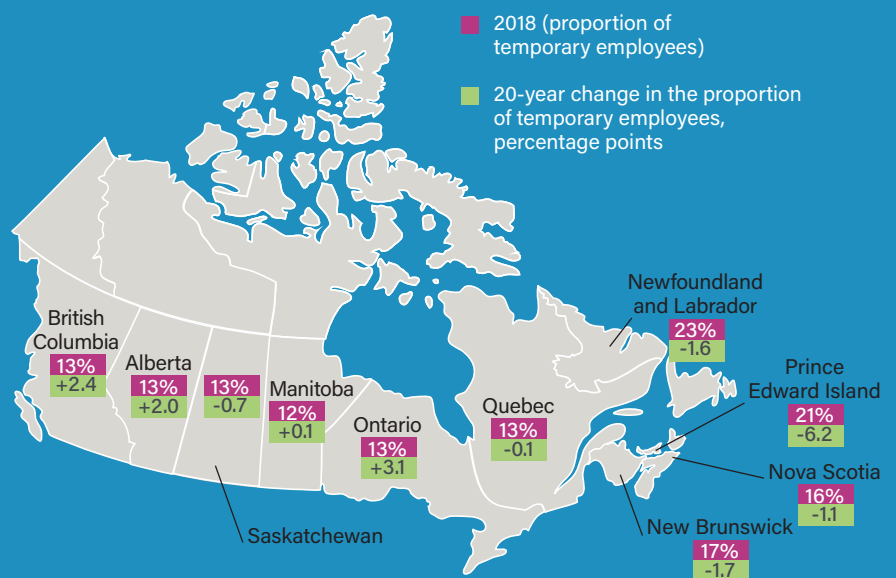 2018 (proportion of
temporary employees)
20-year change in the proportion
of temporary employees,
percentage points
British
Columbia
13%
+2.4
Alberta
13%
+2.0
13%
-0.7
Saskatchewan
Manitoba
12%
+0.1
Ontario
13%
+3.1
Quebec
13%
-0.1
Newfoundland
and Labrador
23%
-1.6
Prince
Edward Island
21%
-6.2
Nova Scotia
16%
-1.1
New Brunswick
17%
-1.7